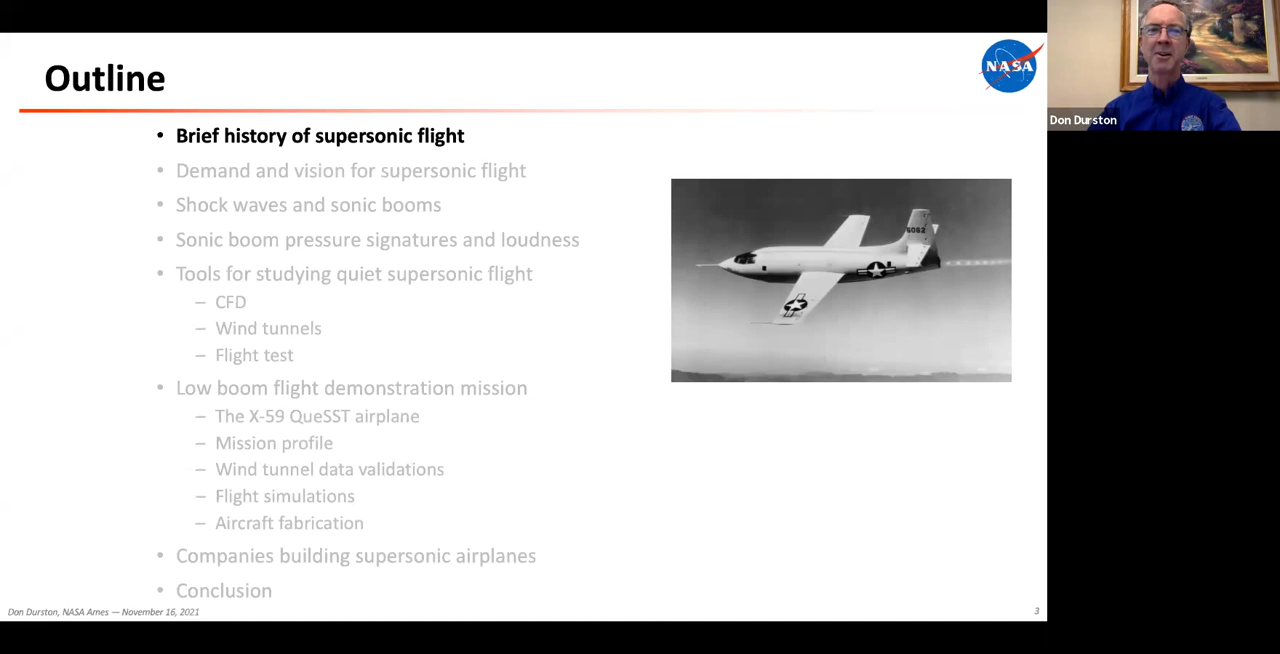 Outline
NASA
• Brief history of supersonic flight
• Demand and vision for supersonic flight
• Shock waves and sonic booms
• Sonic boom pressure signatures and loudness
• Tools for studying quiet supersonic flight
– CFD
– Wind tunnels
– Flight test
• Low boom flight demonstration mission
– The X-59 QueSST airplane
– Mission profile
– Wind tunnel data validations
– Flight simulations
– Aircraft fabrication
• Companies building supersonic airplanes
• Conclusion
6062
Don Durston, NASA Ames — November 16, 2021
3
Don Durston